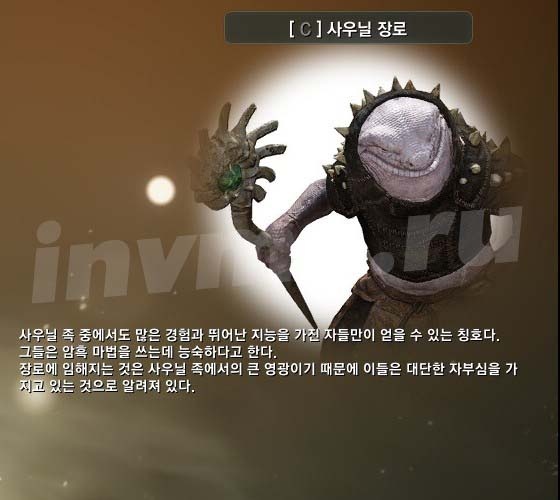 [ C ] 사우닐 장로
사우닐 족 중에서도 많은 경험과 뛰어난 지능을 가진 자들만이 얻을 수 있는 칭호다.
그들은 암흑 마법을 쓰는데 능숙하다고 한다.
장로에 임해지는 것은 사우닐 족에서의 큰 영광이기 때문에 이들은 대단한 자부심을 가
지고 있는 것으로 알려져 있다.